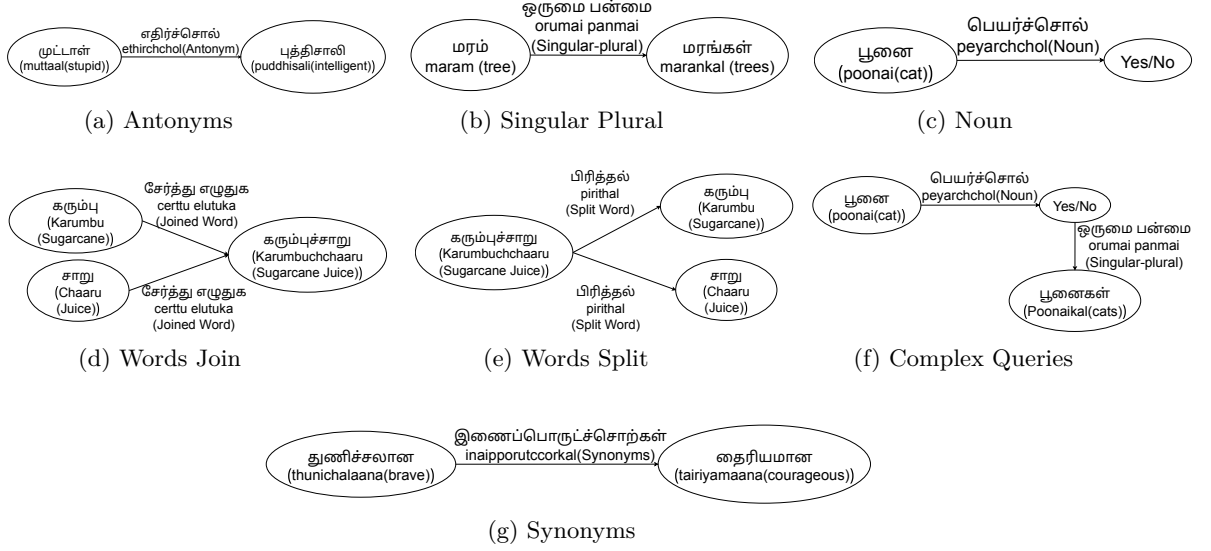 முட்டாள்
(muttaal(stupid)
எதிர்ச்சொல்
ethirchchol(Antonym)
புத்திசாலி
(puddhisali(intelligent))
(a) Antonyms
மரம்
maram (tree)
ஒருமை பன்மை
orumai panmai
(Singular-plural)
மரங்கள்
marankal (trees)
(b) Singular Plural
பூனை
(poonai(cat))
பெயர்ச்சொல்
peyarchchol(Noun)
Yes/No
(c) Noun
கரும்பு
(Karumbu
(Sugarcane)
சேர்த்து எழுதுக
certtu elutuka
(Joined Word)
சாறு
(Chaaru
(Juice))
சேர்த்து எழுதுக
certtu elutuka
(Joined Word)
கரும்புச்சாறு
(Karumbuchchaaru
(Sugarcane Juice))
(d) Words Join
கரும்புச்சாறு
(Karumbuchchaaru
(Sugarcane Juice))
பிரித்தல்
pirithal
(Split Word)
கரும்பு
(Karumbu
(Sugarcane))
பிரித்தல்
pirithal
(Split Word)
சாறு
(Chaaru
(Juice))
(e) Words Split
பூனை
(poonai(cat))
பெயர்ச்சொல்
peyarchchol(Noun)
Yes/No
ஒருமை பன்மை
orumai panmai
(Singular-plural)
பூனைகள்
(Poonaikal(cats))
(f) Complex Queries
துணிச்சலான
(thunichalaana(brave))
இணைப்பொருட்ச்சொற்கள்
inaipporutccorkal(Synonyms)
தைரியமான
(tairiyamaana(courageous))
(g) Synonyms